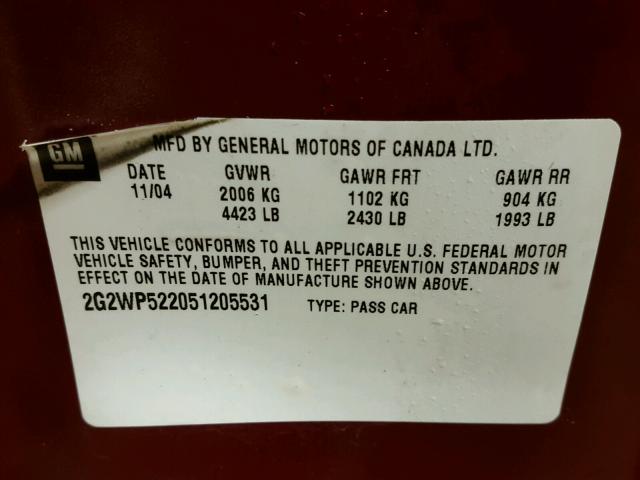 GM
MFD BY GENERAL MOTORS OF CANADA LTD.
DATE GVWR GAWR FRT GAWR RR
11/04 2006 KG 1102 KG 904 KG
4423 LB 2430 LB 1993 LB
THIS VEHICLE CONFORMS TO ALL APPLICABLE U.S. FEDERAL MOTOR
VEHICLE SAFETY, BUMPER, AND THEFT PREVENTION STANDARDS IN
EFFECT ON THE DATE OF MANUFACTURE SHOWN ABOVE.
2G2WP522051205531 TYPE: PASS CAR